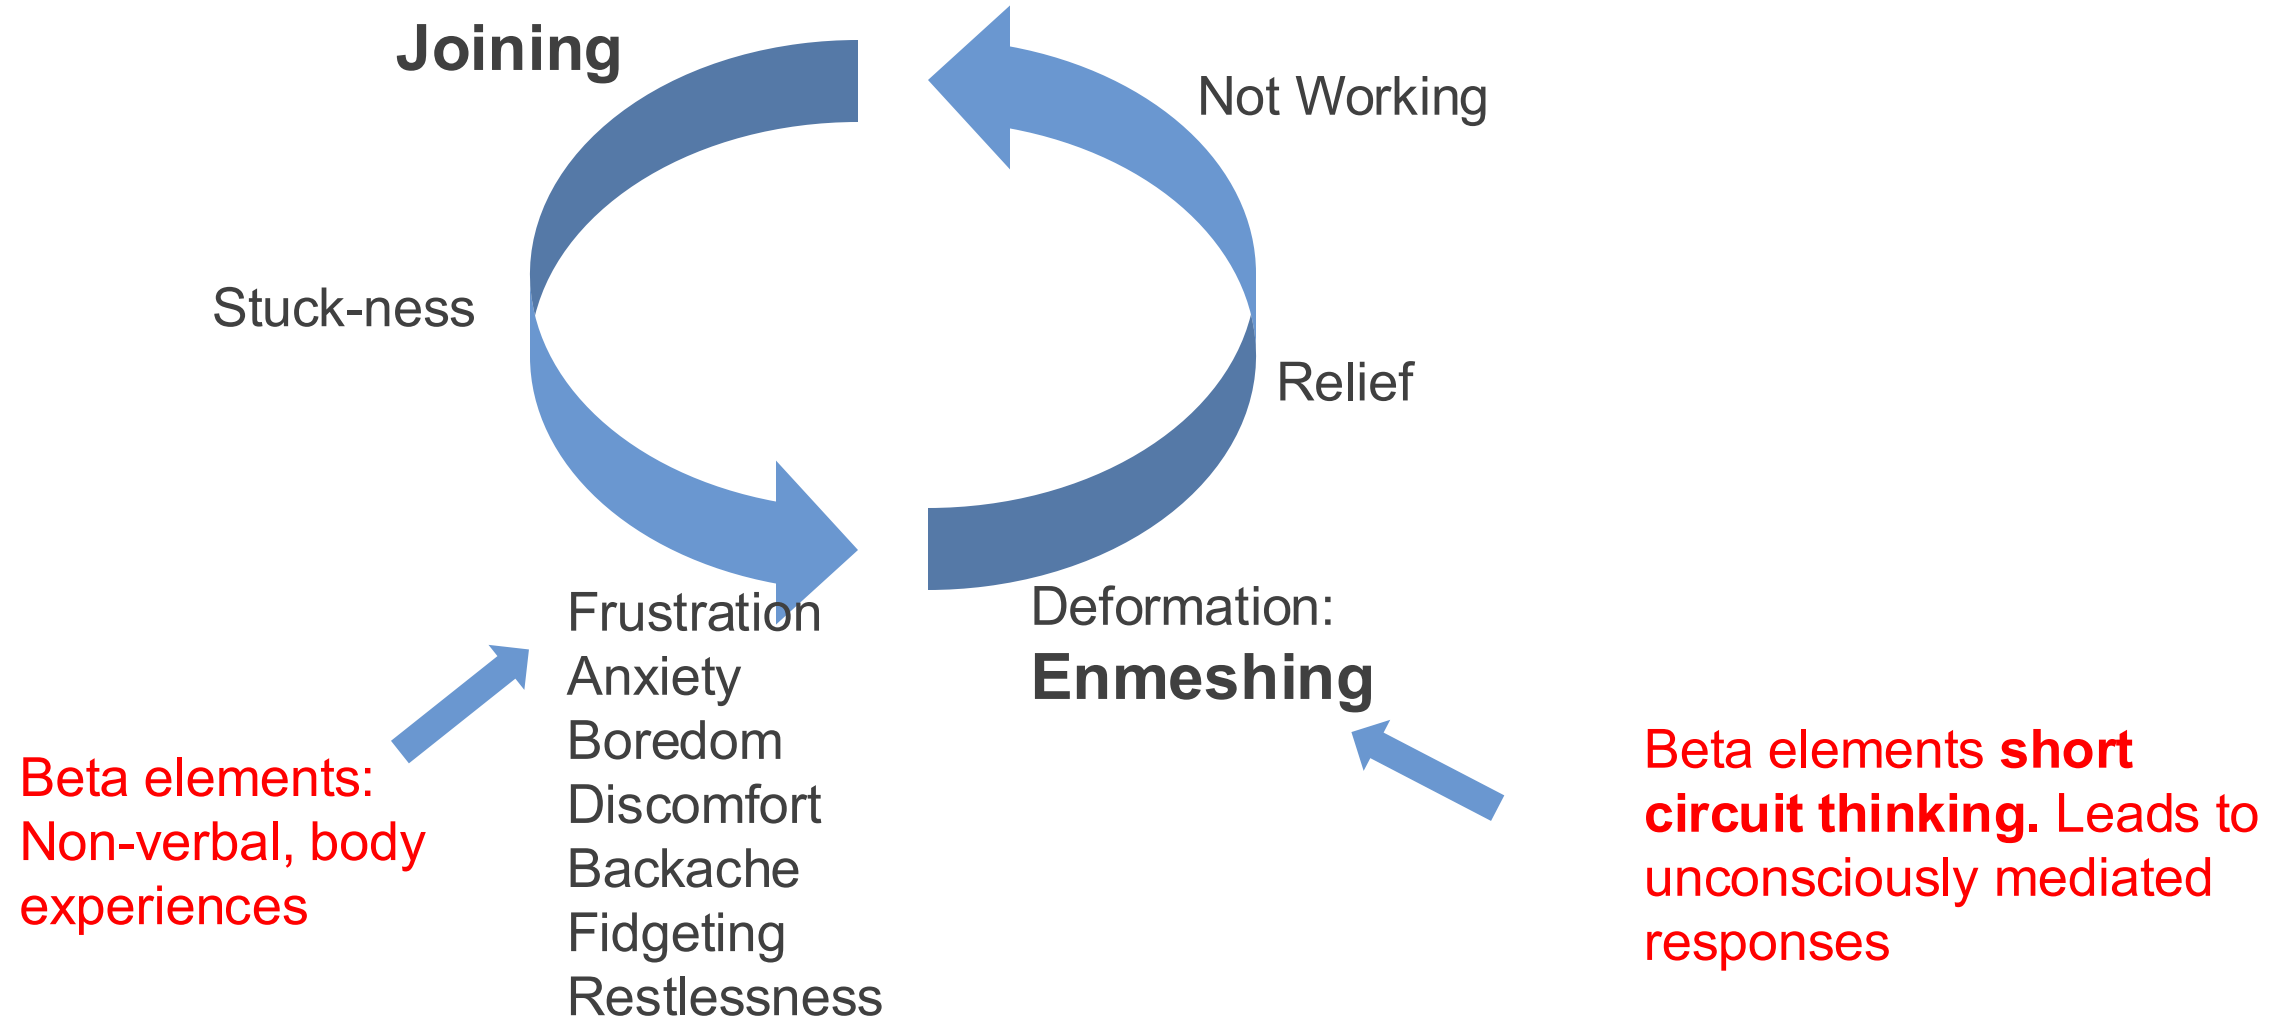 Joining
Not Working
Stuck-ness
Relief
Frustration
Anxiety
Boredom
Discomfort
Backache
Fidgeting
Restlessness
Deformation:
Enmeshing
Beta elements:
Non-verbal, body
experiences
Beta elements short
circuit thinking. Leads to
unconsciously mediated
responses